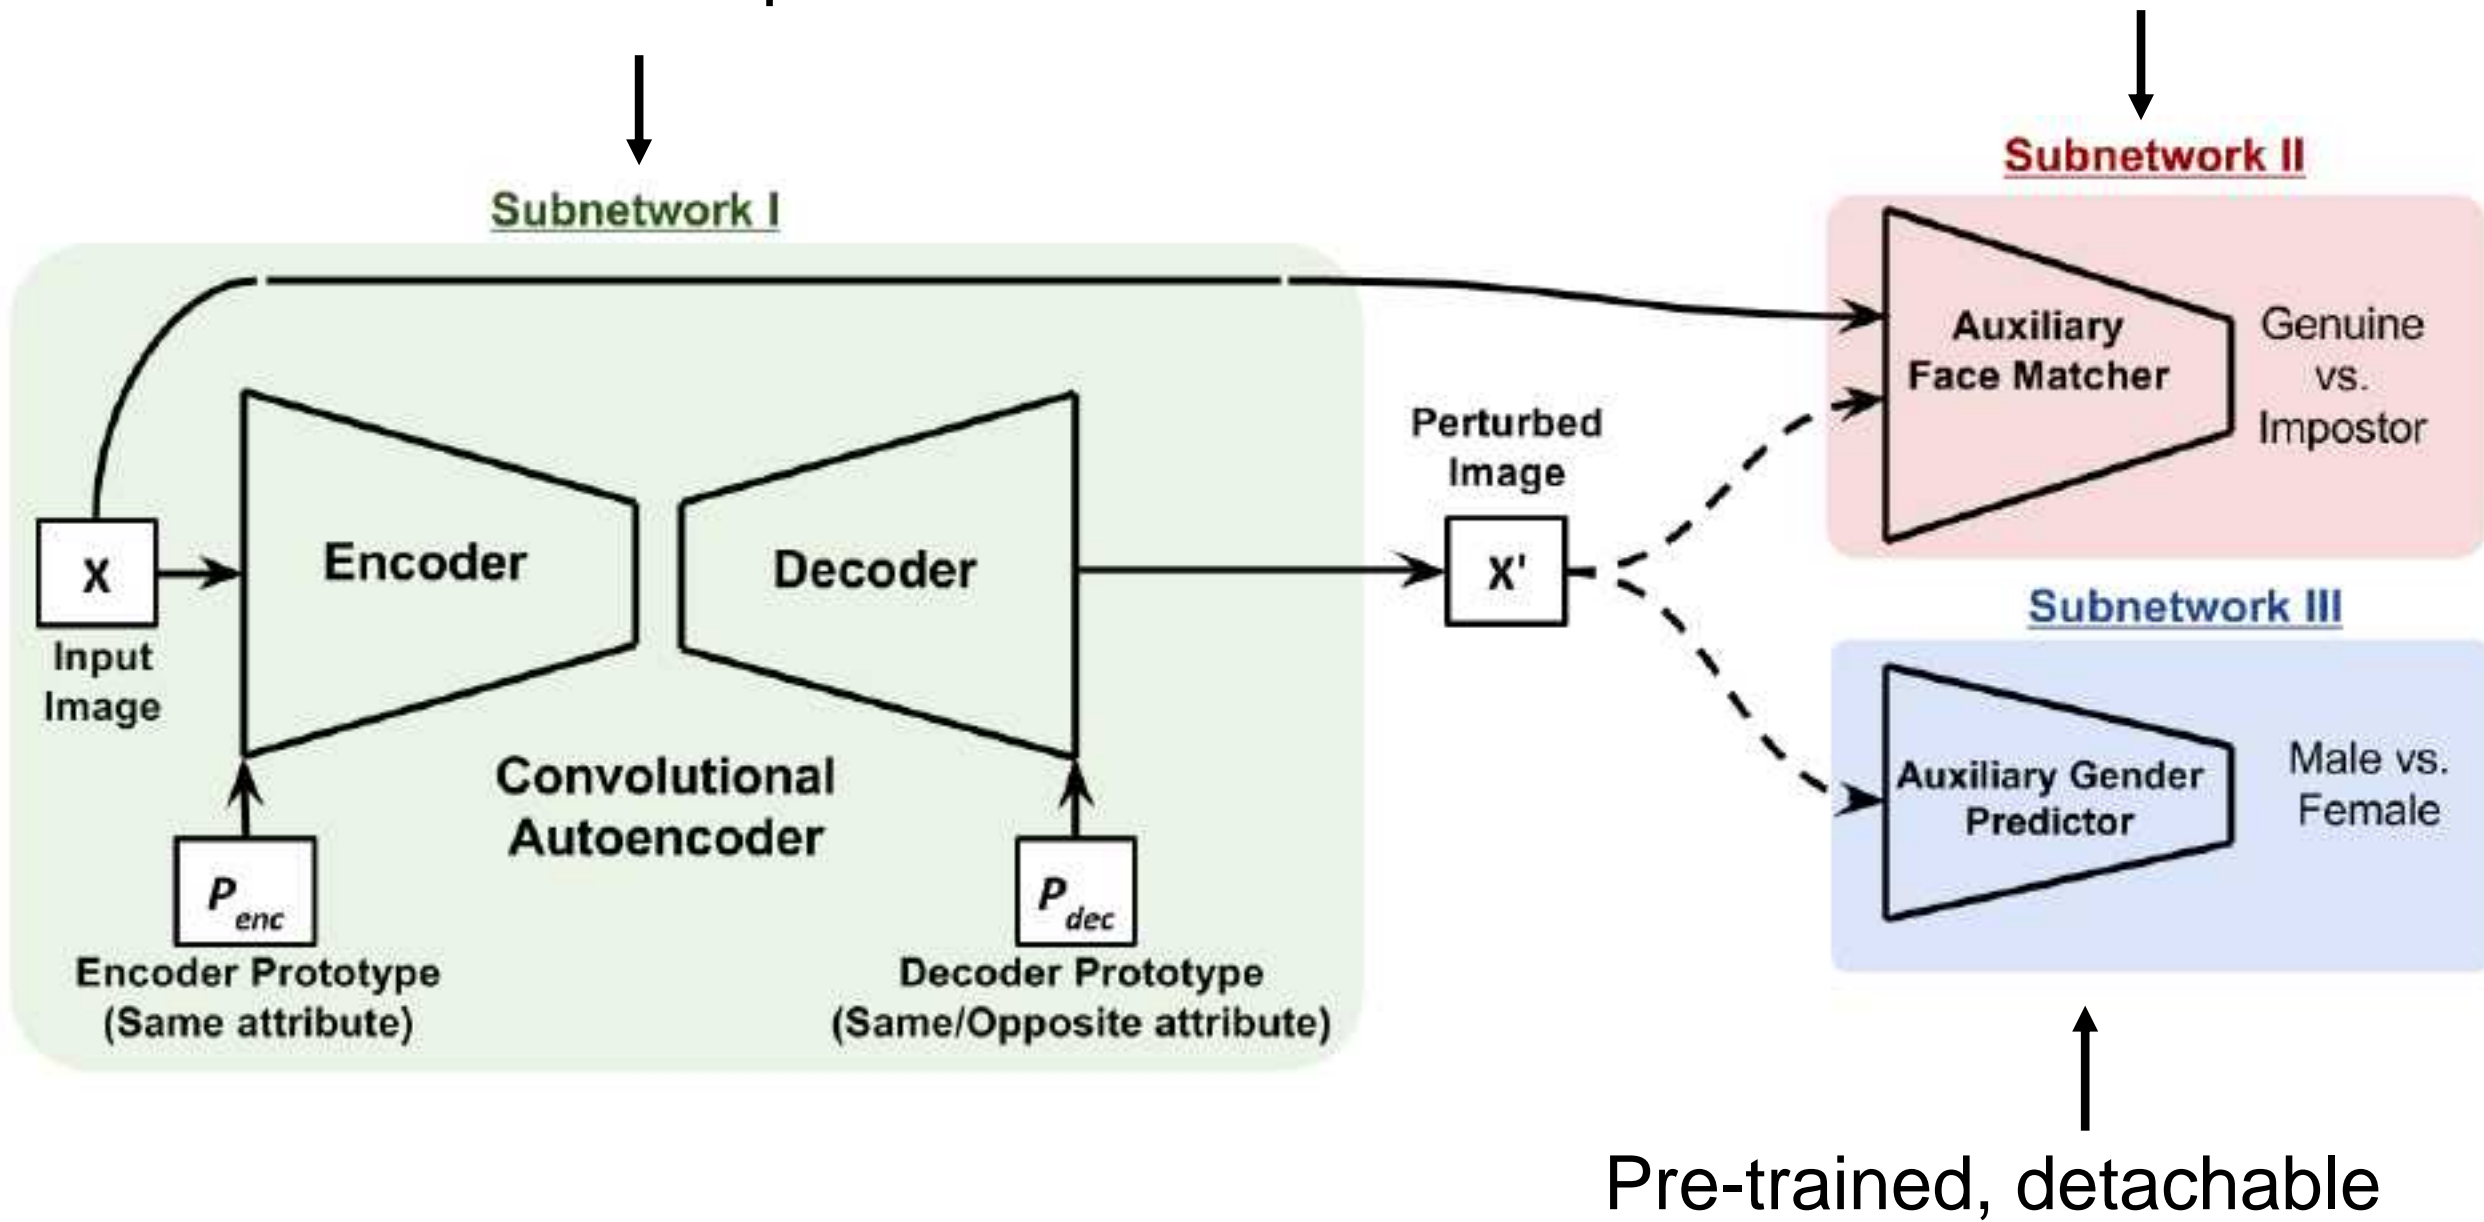 Subnetwork I
Subnetwork II
X
Input
Image
Encoder
Decoder
Convolutional
Autoencoder
P enc
Encoder Prototype
(Same attribute)
P dec
Decoder Prototype
(Same/Opposite attribute)
Perturbed
Image
X'
Auxiliary
Face Matcher
Genuine
vs.
Impostor
Subnetwork III
Auxiliary Gender
Predictor
Male vs.
Female
Pre-trained, detachable